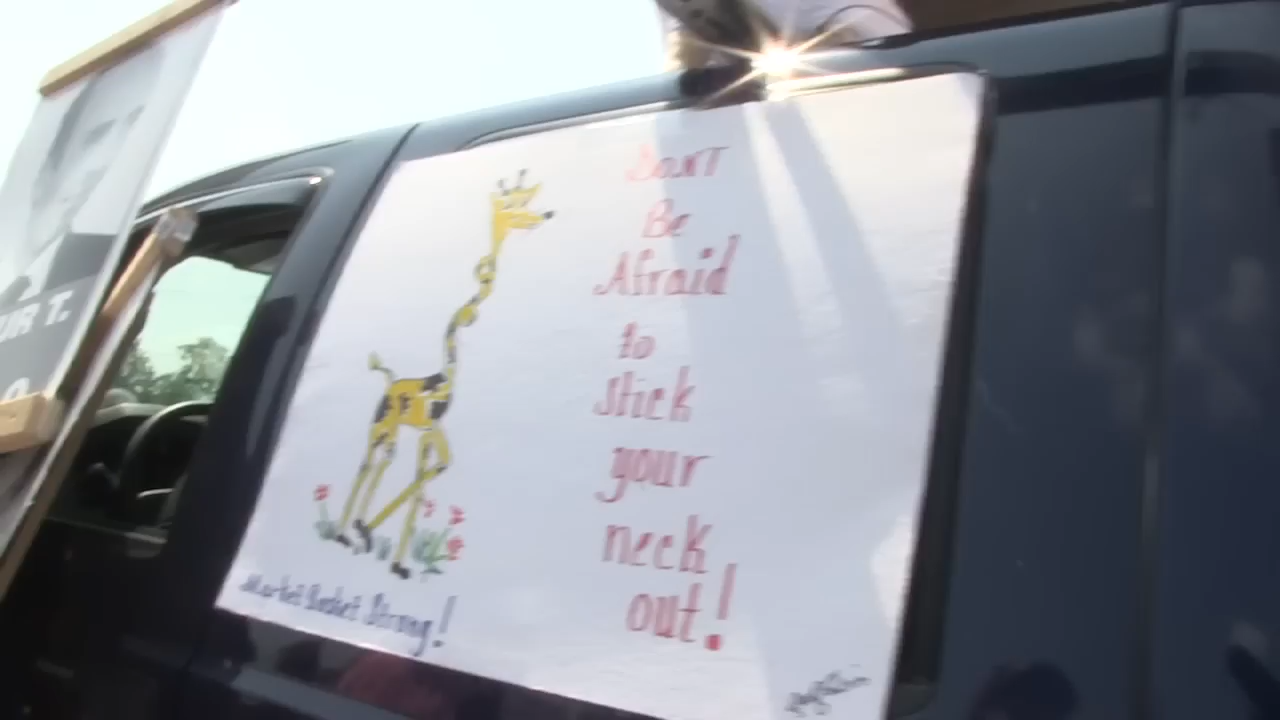 Don't
Be
Afraid
to
stick
your
neck
out!
Market Basket Strong!
UR T.